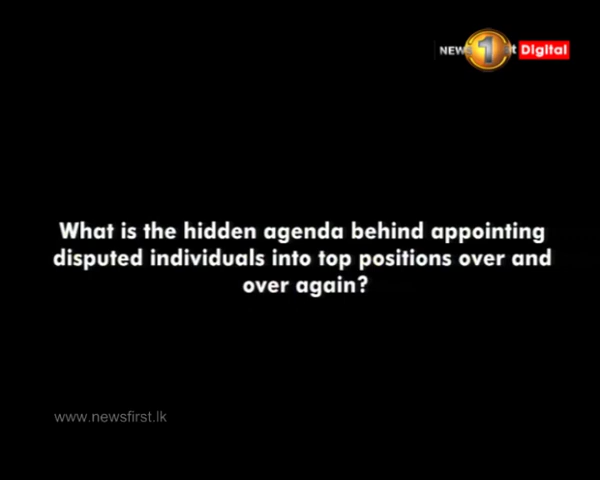 NEWS 1st Digital
What is the hidden agenda behind appointing
disputed individuals into top positions over and
over again?
www.newsfirst.lk